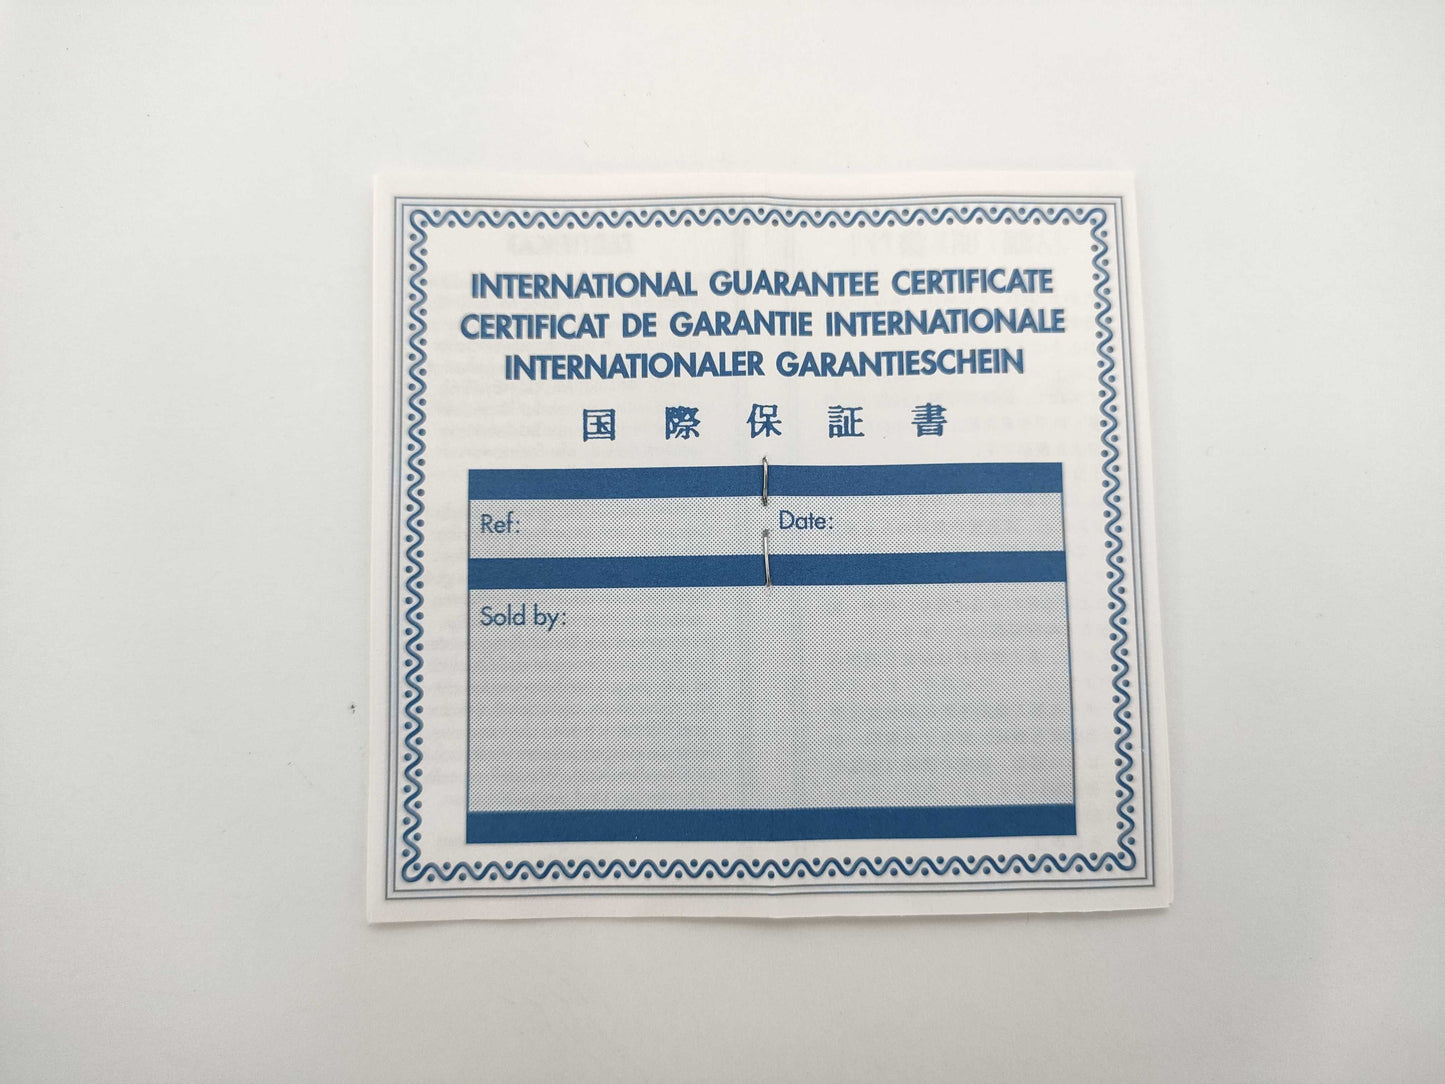 INTERNATIONAL GUARANTEE CERTIFICATE
CERTIFICAT DE GARANTIE INTERNATIONALE
INTERNATIONALER GARANTIESCHEIN
国際保証書
Ref: Date:
Sold by: